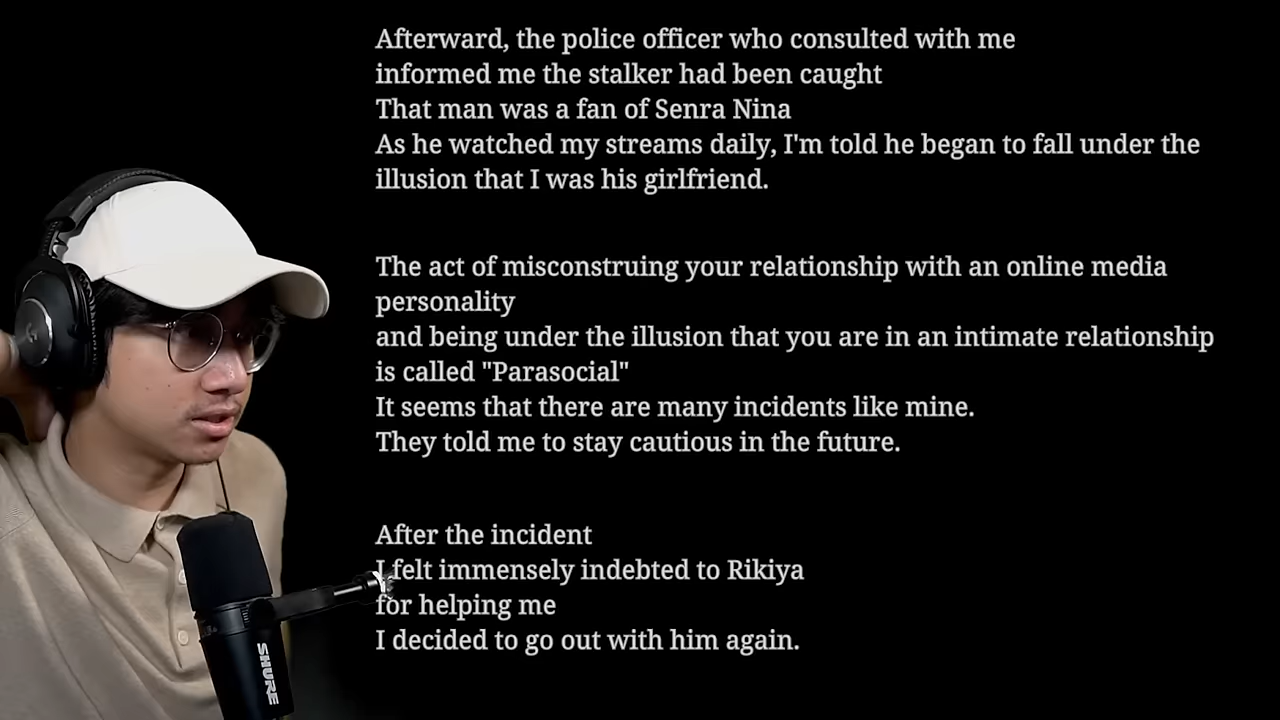 Afterward, the police officer who consulted with me
informed me the stalker had been caught
That man was a fan of Senra Nina
As he watched my streams daily, I'm told he began to fall under the
illusion that I was his girlfriend.
The act of misconstruing your relationship with an online media
personality
and being under the illusion that you are in an intimate relationship
is called "Parasocial"
It seems that there are many incidents like mine.
They told me to stay cautious in the future.
After the incident
I felt immensely indebted to Rikiya
for helping me
I decided to go out with him again.
SHURE